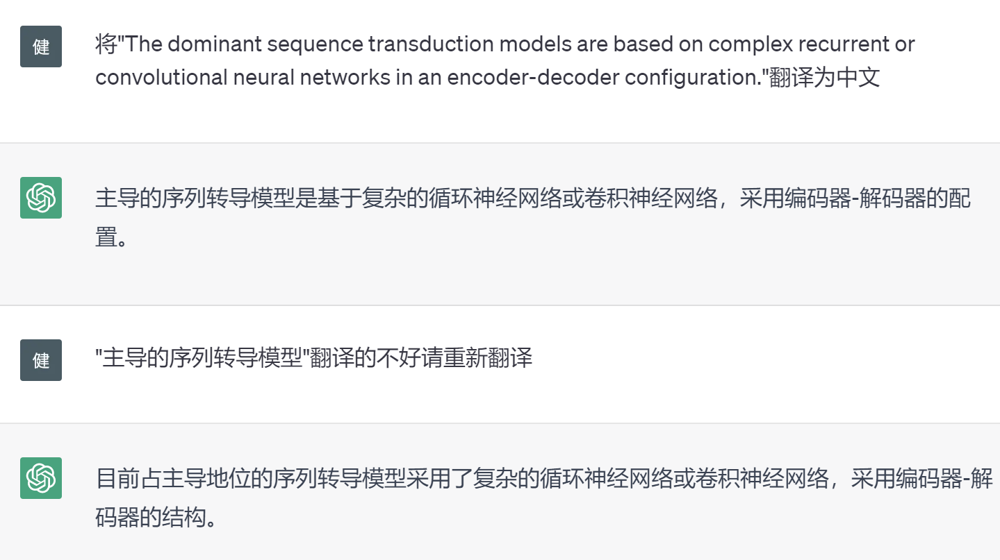 健
将"The dominant sequence transduction models are based on complex recurrent or
convolutional neural networks in an encoder-decoder configuration."翻译为中文
主导的序列转导模型是基于复杂的循环神经网络或卷积神经网络，采用编码器-解码器的配
置。
健
"主导的序列转导模型"翻译的不好请重新翻译
目前占主导地位的序列转导模型采用了复杂的循环神经网络或卷积神经网络，采用编码器-解
码器的结构。